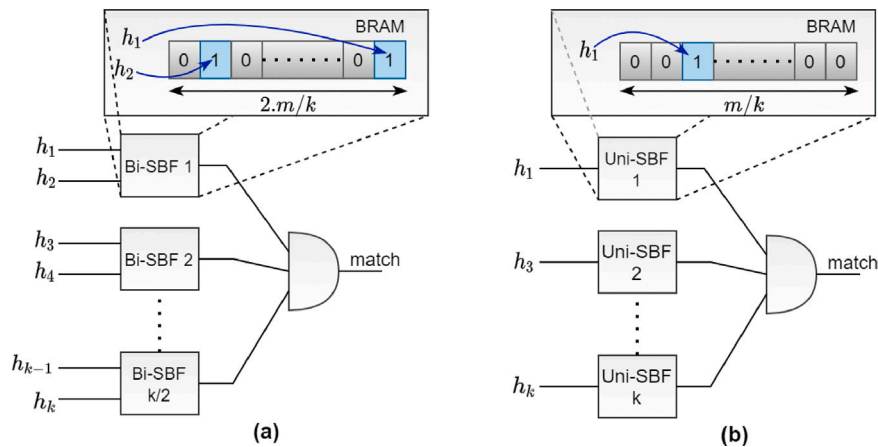 BRAM
h₁
h₂
0 1 0 ........ 0 1
2.m/k
h₁
h₂
Bi-SBF 1
h₃
h₄
Bi-SBF 2
match
hₖ₋₁
hₖ
Bi-SBF
k/2
(a)
BRAM
h₁
0 0 1 ........ 0 0
m/k
h₁
Uni-SBF
1
h₃
Uni-SBF
2
match
hₖ
Uni-SBF
k
(b)